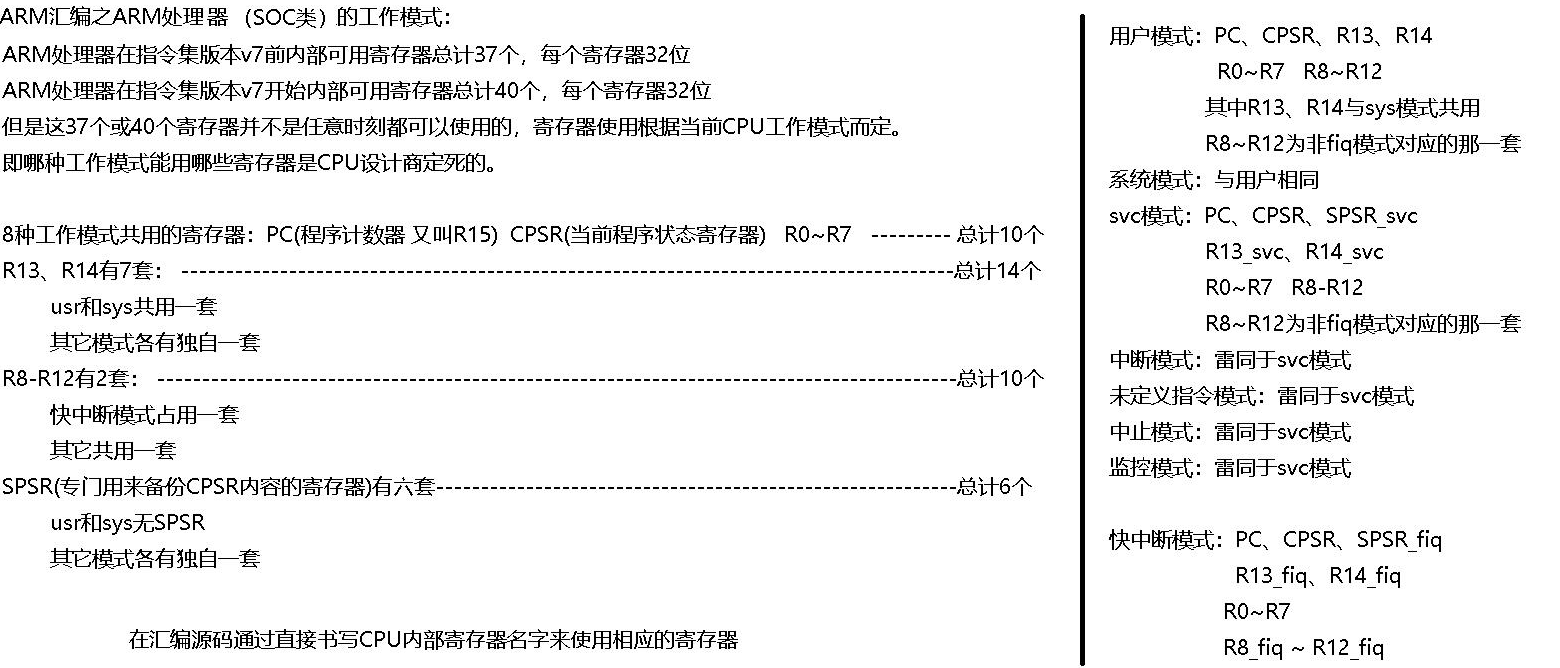 ARM汇编之ARM处理器 （SOC类）的工作模式：
ARM处理器在指令集版本v7前内部可用寄存器总计37个，每个寄存器32位
ARM处理器在指令集版本v7开始内部可用寄存器总计40个，每个寄存器32位
但是这37个或40个寄存器并不是任意时刻都可以使用的，寄存器使用根据当前CPU工作模式而定。
即哪种工作模式能用哪些寄存器是CPU设计商定死的。
8种工作模式共用的寄存器：PC(程序计数器 又叫R15) CPSR(当前程序状态寄存器) R0~R7 --------- 总计10个
R13、R14有7套： --------------------------------------------------------------------------------------总计14个
usr和sys共用一套
其它模式各有独自一套
R8-R12有2套： -----------------------------------------------------------------------------------------总计10个
快中断模式占用一套
其它共用一套
SPSR(专门用来备份CPSR内容的寄存器)有六套----------------------------------------------------------总计6个
usr和sys无SPSR
其它模式各有独自一套
在汇编源码通过直接书写CPU内部寄存器名字来使用相应的寄存器
用户模式：PC、CPSR、R13、R14
R0~R7 R8~R12
其中R13、R14与sys模式共用
R8~R12为非fiq模式对应的那一套
系统模式：与用户相同
svc模式：PC、CPSR、SPSR_svc
R13_svc、R14_svc
R0~R7 R8-R12
R8~R12为非fiq模式对应的那一套
中断模式：雷同于svc模式
未定义指令模式：雷同于svc模式
中止模式：雷同于svc模式
监控模式：雷同于svc模式
快中断模式：PC、CPSR、SPSR_fiq
R13_fiq、R14_fiq
R0~R7
R8_fiq ~ R12_fiq